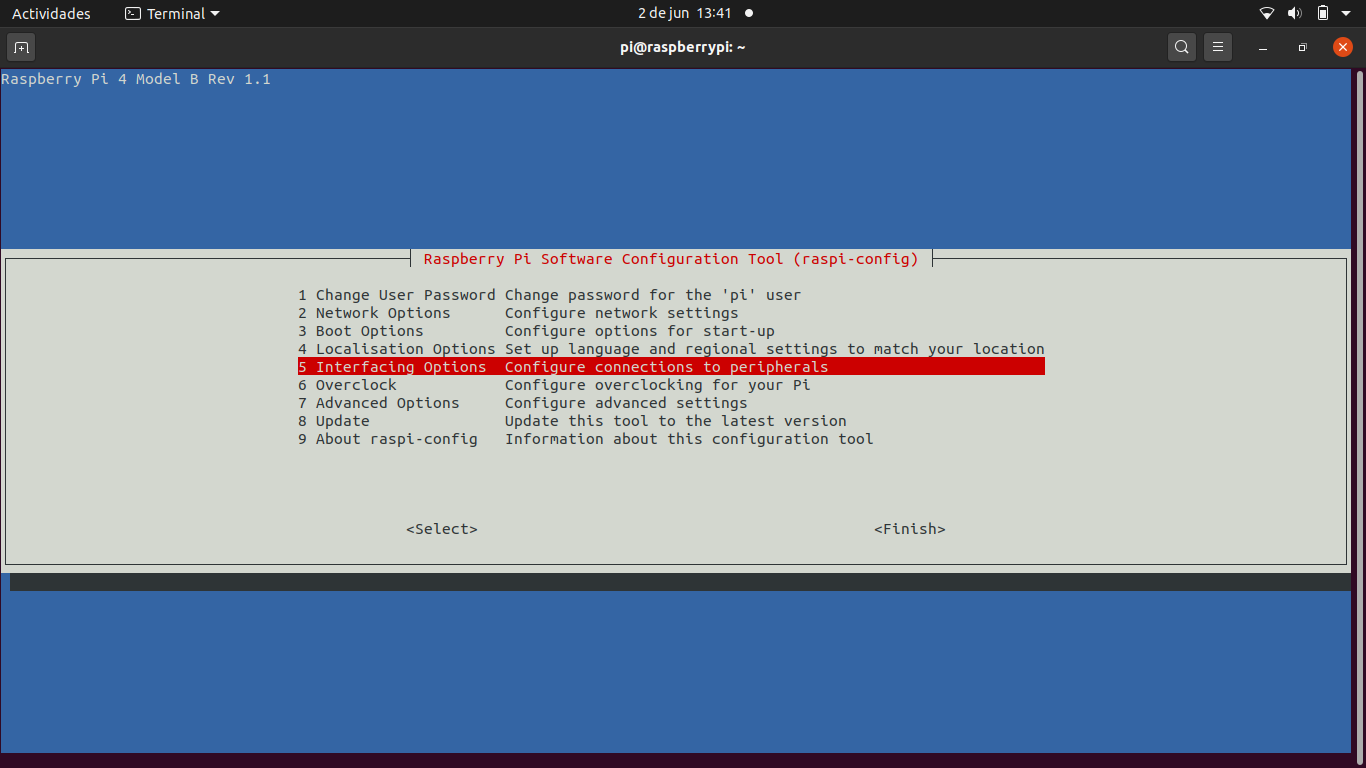 Actividades Terminal 2 de jun 13:41
pi@raspberrypi: ~
Raspberry Pi 4 Model B Rev 1.1
Raspberry Pi Software Configuration Tool (raspi-config)
1 Change User Password Change password for the 'pi' user
2 Network Options Configure network settings
3 Boot Options Configure options for start-up
4 Localisation Options Set up language and regional settings to match your location
5 Interfacing Options Configure connections to peripherals
6 Overclock Configure overclocking for your Pi
7 Advanced Options Configure advanced settings
8 Update Update this tool to the latest version
9 About raspi-config Information about this configuration tool
<Select> <Finish>